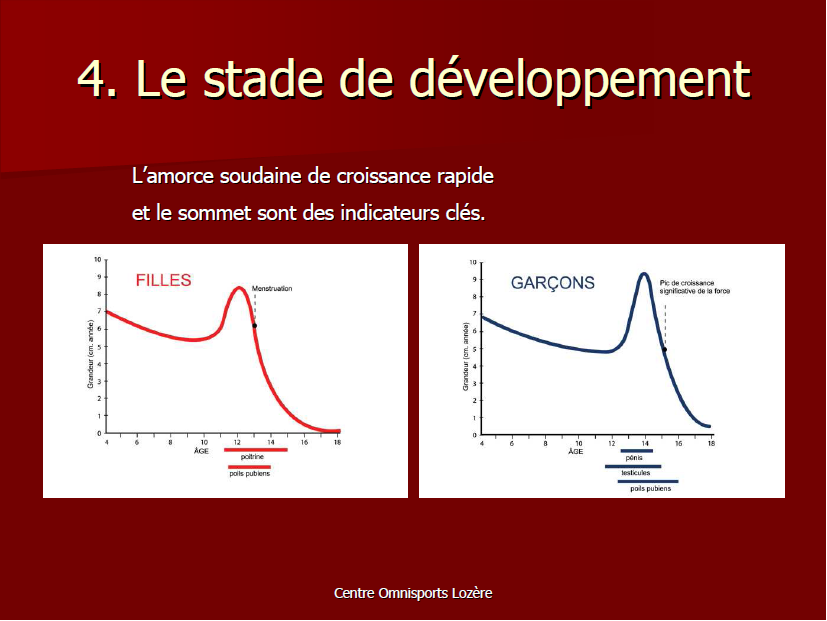 4. Le stade de développement
L'amorce soudaine de croissance rapide
et le sommet sont des indicateurs clés.
FILLES
Menstruation
Grandeur (cm. année)
10
9
8
7
6
5
4
3
2
1
0
4 6 8 10 12 14 16 18
ÂGE
poitrine
poils pubiens
GARÇONS
Pic de croissance
significative de la force
Grandeur (cm. année)
10
9
8
7
6
5
4
3
2
1
0
4 6 8 10 12 14 16 18
ÂGE
pénis
testicules
poils pubiens
Centre Omnisports Lozère